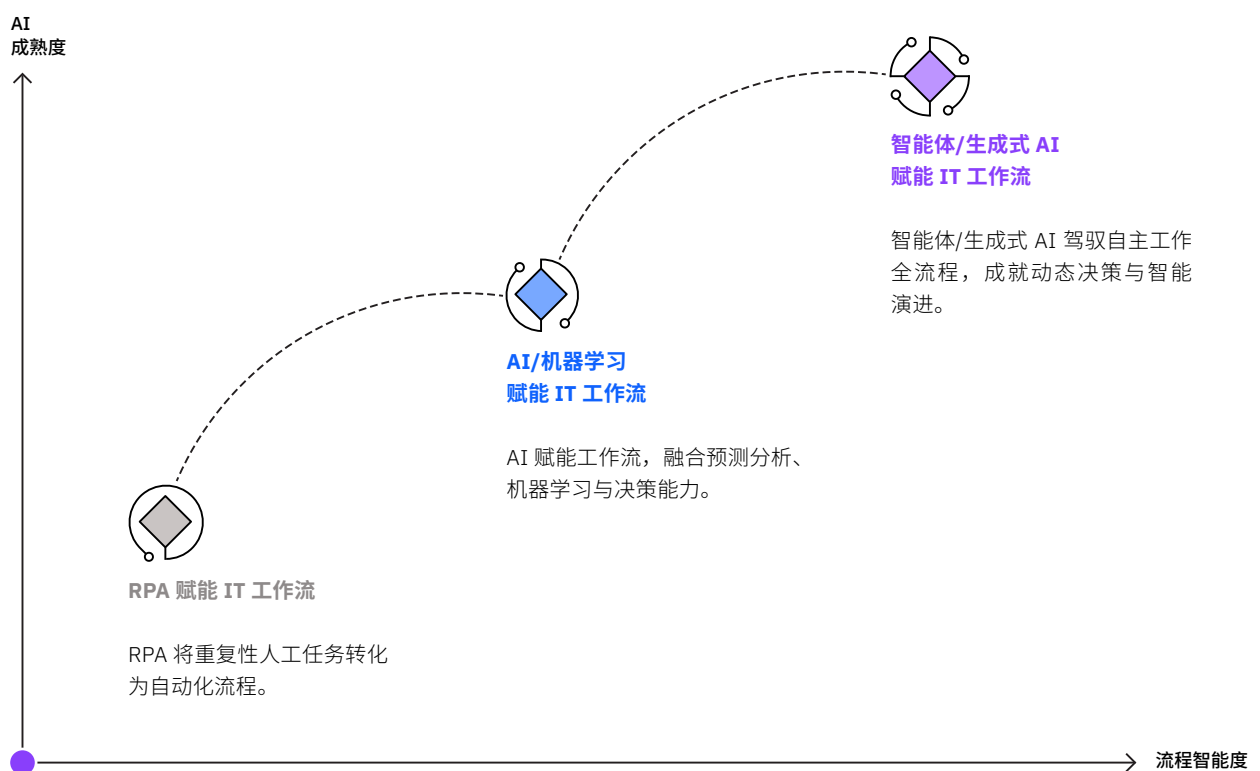 AI
成熟度
智能体/生成式 AI
赋能 IT 工作流
智能体/生成式 AI 驾驭自主工作
全流程，成就动态决策与智能
演进。
AI/机器学习
赋能 IT 工作流
AI 赋能工作流，融合预测分析、
机器学习与决策能力。
RPA 赋能 IT 工作流
RPA 将重复性人工任务转化
为自动化流程。
流程智能度